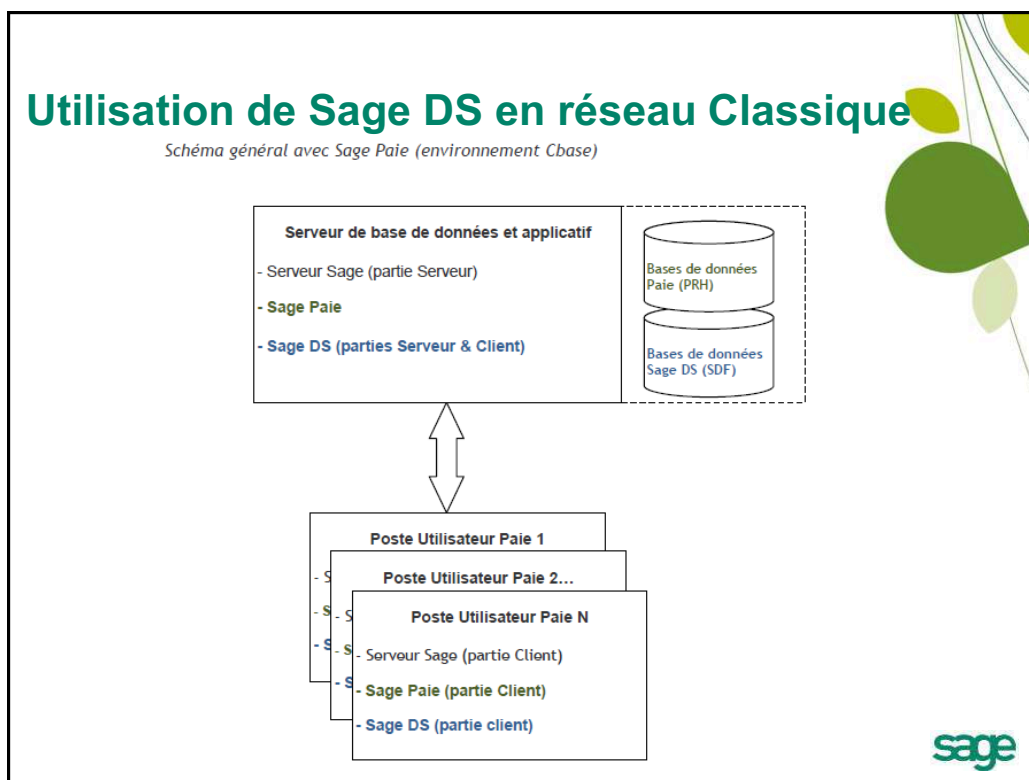 Utilisation de Sage DS en réseau Classique
Schéma général avec Sage Paie (environnement Cbase)
Serveur de base de données et applicatif
- Serveur Sage (partie Serveur)
- Sage Paie
- Sage DS (parties Serveur & Client)
Bases de données
Paie (PRH)
Bases de données
Sage DS (SDF)
Poste Utilisateur Paie 1
- S
- S
- S
Poste Utilisateur Paie 2...
- S
- S
- S
Poste Utilisateur Paie N
- Serveur Sage (partie Client)
- Sage Paie (partie Client)
- Sage DS (partie client)
sage